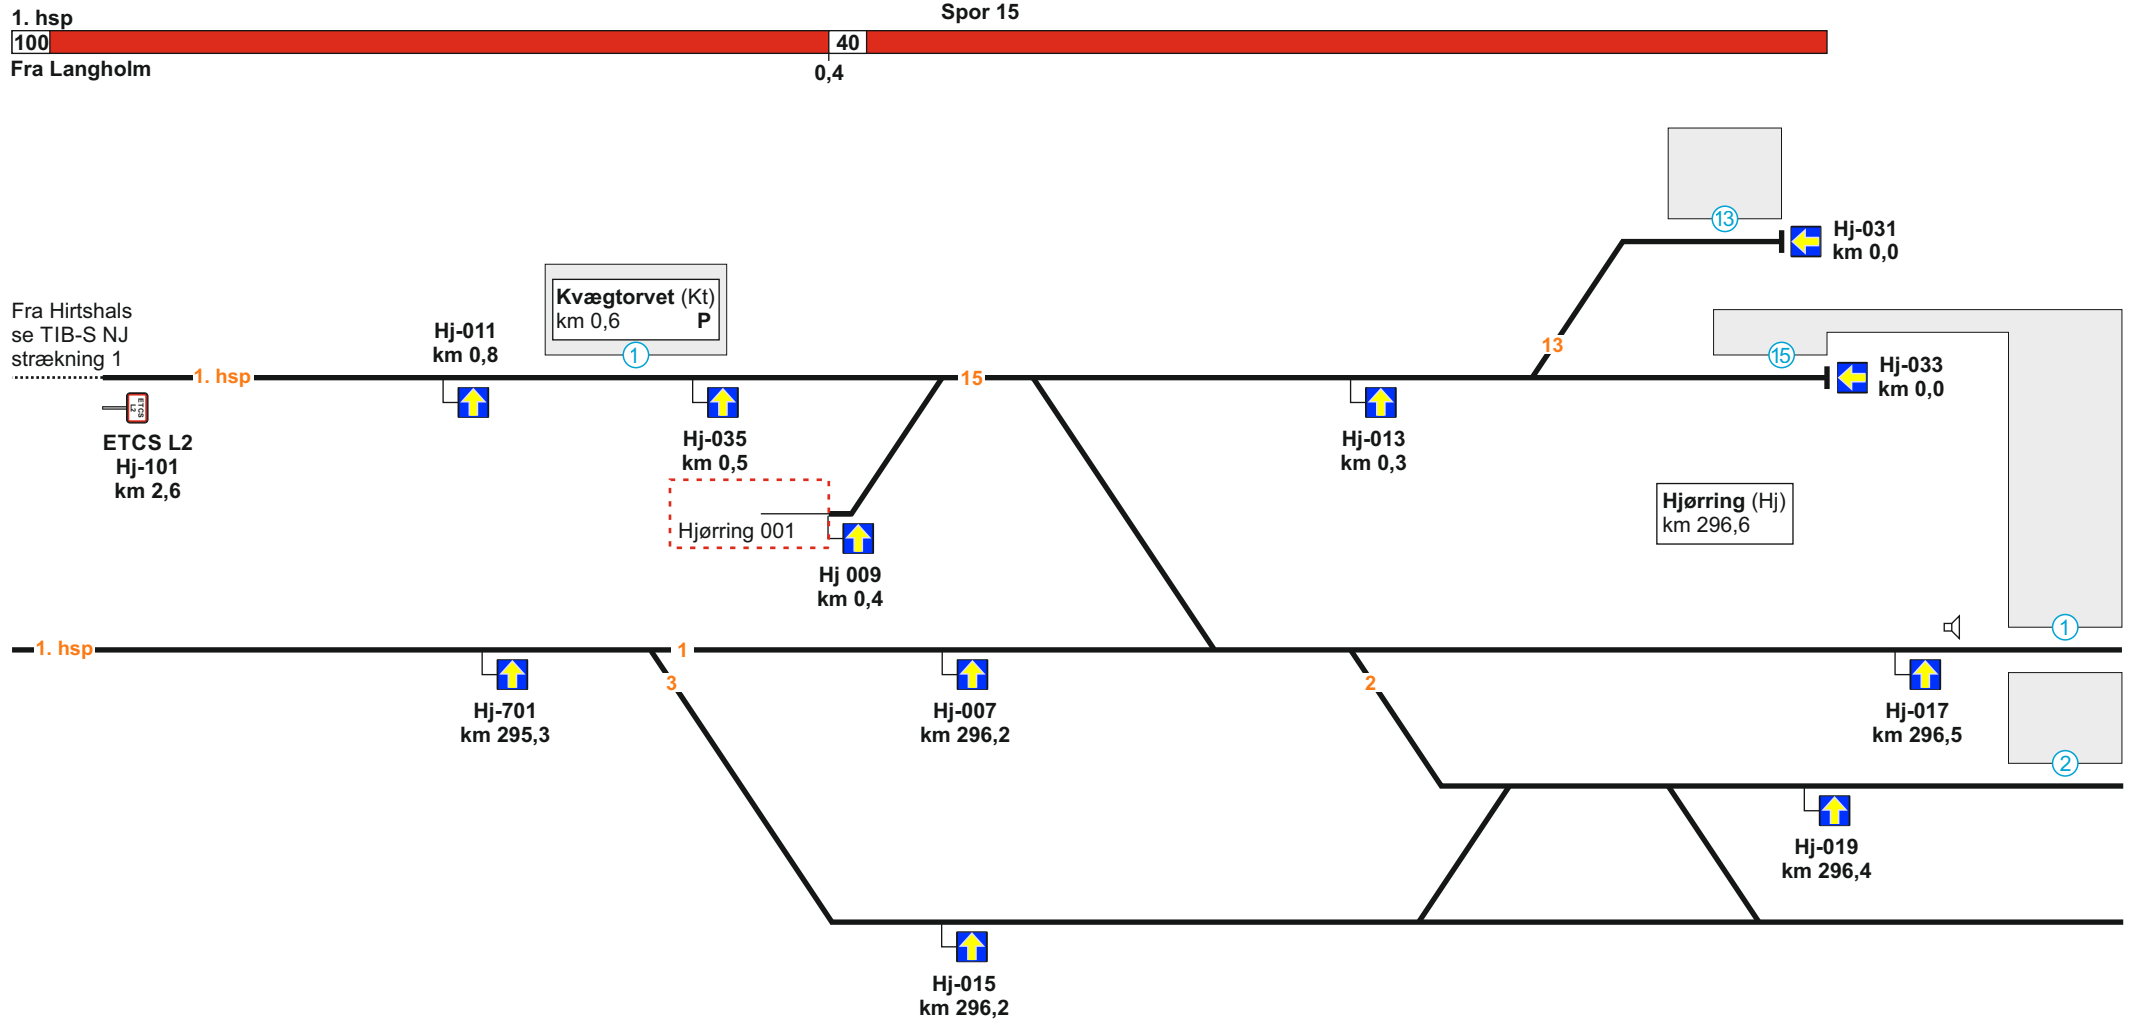 1. hsp
Spor 15
100
40
Fra Langholm
0,4
13
Hj-031
km 0,0
Kvægtorvet (Kt)
km 0,6 P
1
Fra Hirtshals
se TIB-S NJ
strækning 1
Hj-011
km 0,8
13
15
Hj-033
km 0,0
1. hsp
15
ETCS L2
ETCS L2
Hj-101
km 2,6
Hj-035
km 0,5
Hj-013
km 0,3
Hjørring 001
Hj 009
km 0,4
Hjørring (Hj)
km 296,6
1
1. hsp
1
3
2
Hj-701
km 295,3
Hj-007
km 296,2
Hj-017
km 296,5
2
Hj-019
km 296,4
Hj-015
km 296,2